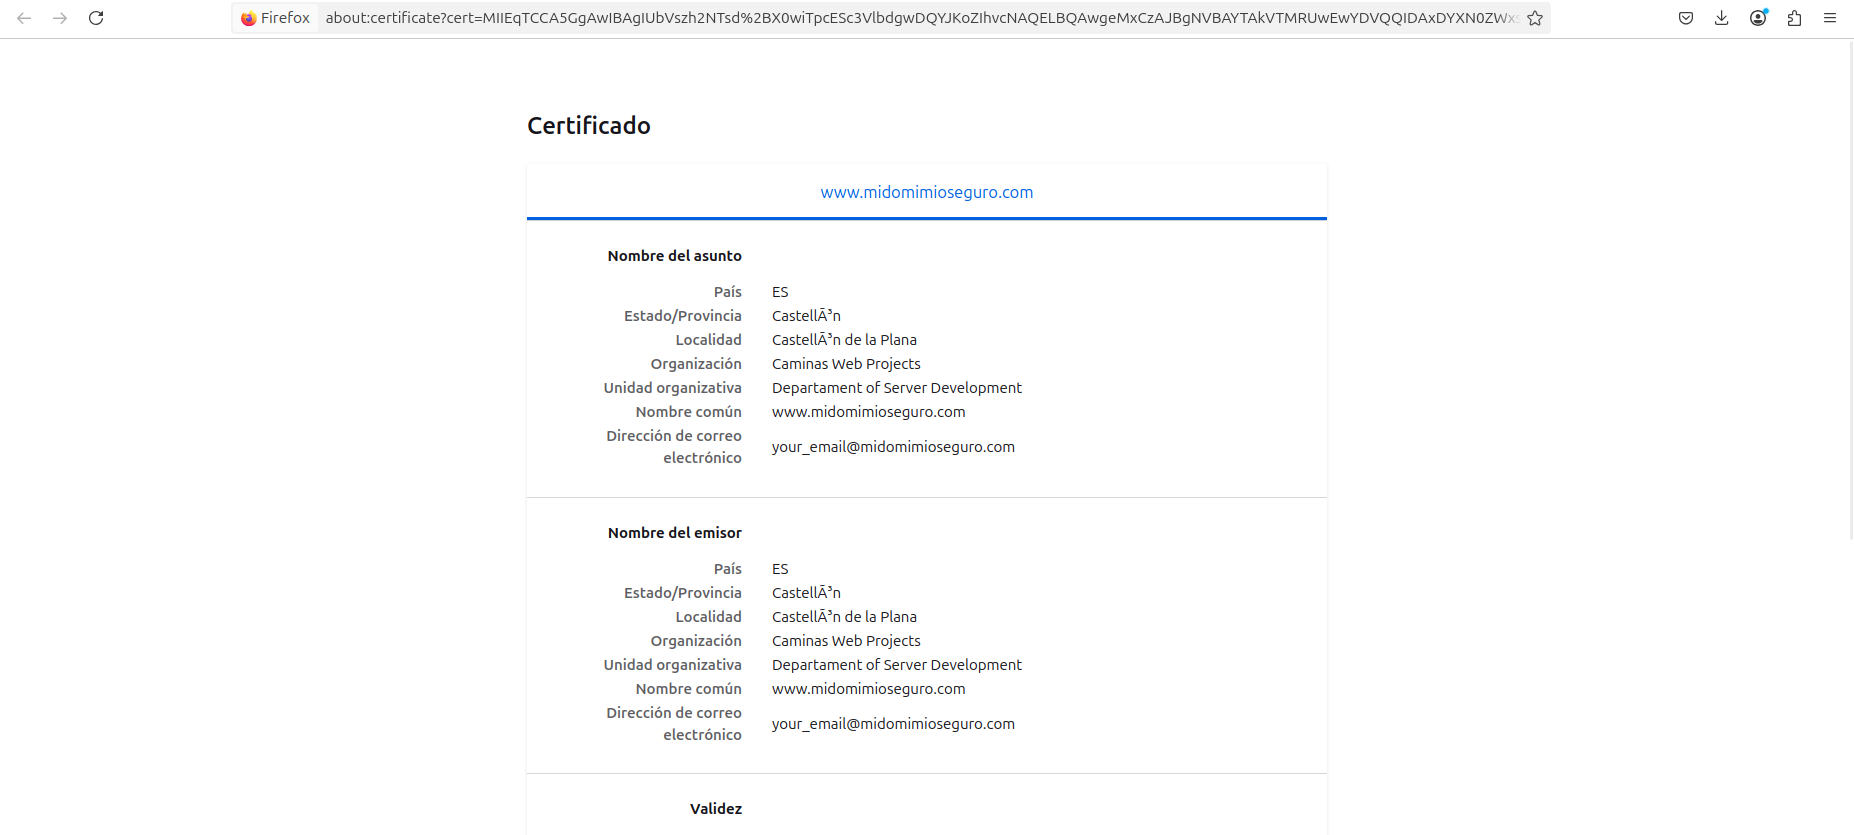 Firefox about:certificate?cert=MIIEqTCCA5GgAwIBAgIUbVszh2NTsd%2BX0wiTpcESc3VlbdgwDQYJKoZIhvcNAQELBQAwgeMxCzAJBgNVBAYTAkVTMRUwEwYDVQQIDAxDYXN0ZWxs
Certificado
www.midomimioseguro.com
Nombre del asunto
País ES
Estado/Provincia CastellÃ³n
Localidad CastellÃ³n de la Plana
Organización Caminas Web Projects
Unidad organizativa Departament of Server Development
Nombre común www.midomimioseguro.com
Dirección de correo electrónico your_email@midomimioseguro.com
Nombre del emisor
País ES
Estado/Provincia CastellÃ³n
Localidad CastellÃ³n de la Plana
Organización Caminas Web Projects
Unidad organizativa Departament of Server Development
Nombre común www.midomimioseguro.com
Dirección de correo electrónico your_email@midomimioseguro.com
Validez